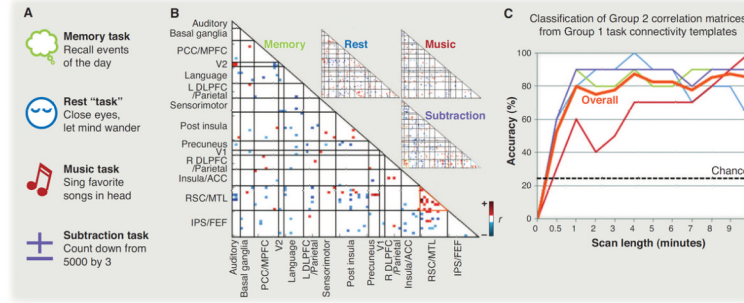 A
Memory task
Recall events
of the day
Rest “task”
Close eyes,
let mind wander
Music task
Sing favorite
songs in head
Subtraction task
Count down from
5000 by 3
B
Auditory
Basal ganglia
PCC/MPFC
V2
Language
L DLPFC
/Parietal
Sensorimotor
Post insula
Precuneus
V1
R DLPFC
/Parietal
Insula/ACC
RSC/MTL
IPS/FEF
Memory
Rest
Music
Subtraction
+
r
–
Auditory
Basal ganglia
PCC/MPFC
V2
Language
L DLPFC
/Parietal
Sensorimotor
Post insula
Precuneus
V1
R DLPFC
/Parietal
Insula/ACC
RSC/MTL
IPS/FEF
C
Classification of Group 2 correlation matrices
from Group 1 task connectivity templates
Accuracy (%)
100
80
60
40
20
0
Overall
Chance
0 0.5 1 2 3 4 5 6 7 8 9
Scan length (minutes)